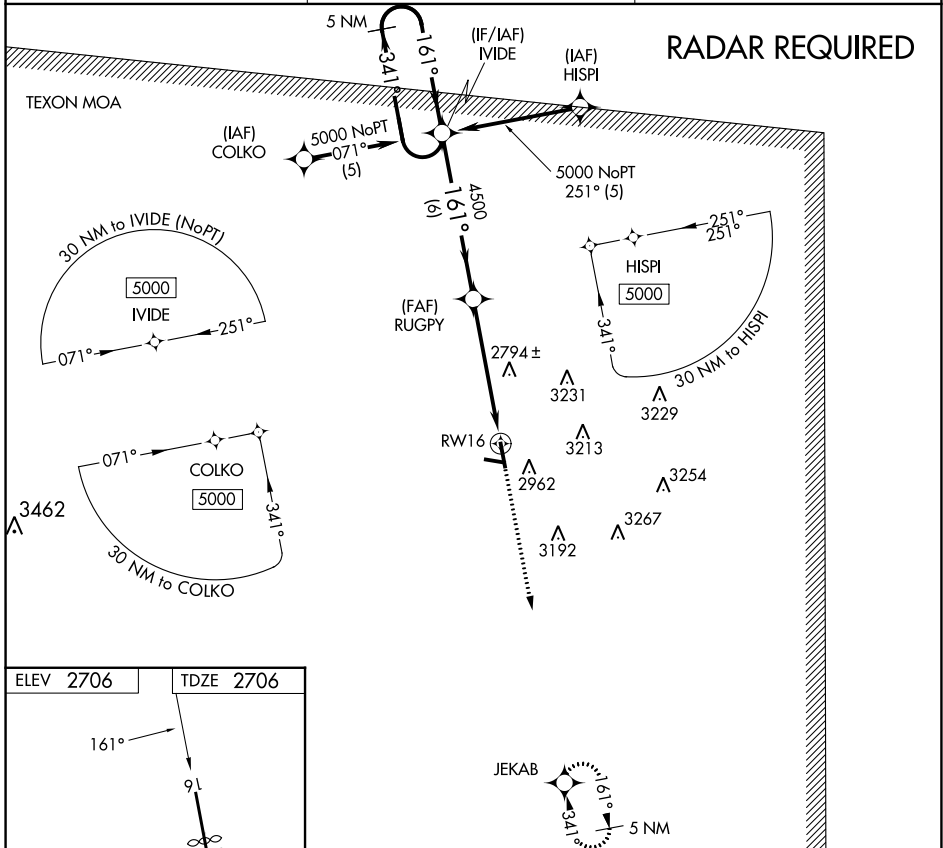 5 NM
341°
161°
(IF/IAF)
IVIDE
(IAF)
HISPI
RADAR REQUIRED
TEXON MOA
(IAF)
COLKO
5000 NoPT
071°
(5)
5000 NoPT
251° (5)
4500
161°
(6)
30 NM to IVIDE (NoPT)
5000
IVIDE
071°
251°
251°
251°
HISPI
5000
341°
30 NM to HISPI
(FAF)
RUGPY
2794±
3231
3229
3213
RW16
2962
3254
3267
3192
071°
COLKO
5000
341°
30 NM to COLKO
3462
ELEV 2706
TDZE 2706
161°
16
JEKAB
161°
341°
5 NM